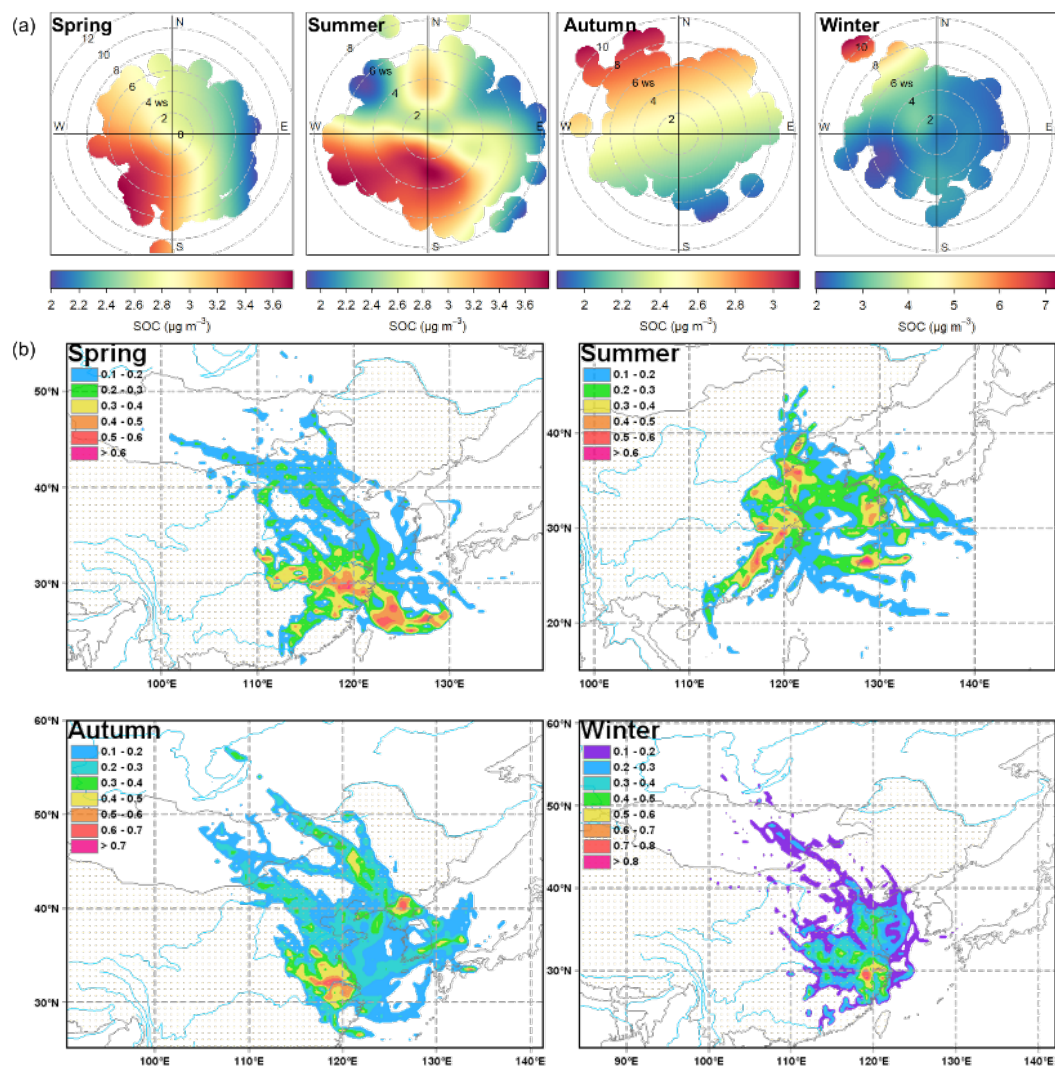 (a)
Spring
N
12
10
8
6
4 ws
2
0
W
E
S
2 2.2 2.4 2.6 3 3.2 3.4 3.6
SOC (µg m⁻³)
Summer
N
8
6 ws
4
2
W
E
S
2 2.2 2.4 2.6 3 3.2 3.6
SOC (µg m⁻³)
Autumn
N
10
8
6 ws
4
2
W
E
S
2 2.2 2.4 2.6 2.8 3
SOC (µg m⁻³)
Winter
N
10
8
6 ws
4
2
W
E
S
2 3 4 5 6 7
SOC (µg m⁻³)
(b)
Spring
0.1 - 0.2
0.2 - 0.3
0.3 - 0.4
0.4 - 0.5
0.5 - 0.6
> 0.6
50°N
40°N
30°N
100°E 110°E 120°E 130°E
Summer
0.1 - 0.2
0.2 - 0.3
0.3 - 0.4
0.4 - 0.5
0.5 - 0.6
> 0.6
40°N
30°N
20°N
100°E 110°E 120°E 130°E 140°E
Autumn
0.1 - 0.2
0.2 - 0.3
0.3 - 0.4
0.4 - 0.5
0.5 - 0.6
0.6 - 0.7
> 0.7
60°N
50°N
40°N
30°N
100°E 110°E 120°E 130°E 140°E
Winter
0.1 - 0.2
0.2 - 0.3
0.3 - 0.4
0.4 - 0.5
0.5 - 0.6
0.6 - 0.7
0.7 - 0.8
> 0.8
60°N
50°N
40°N
30°N
90°E 100°E 110°E 120°E 130°E 140°E